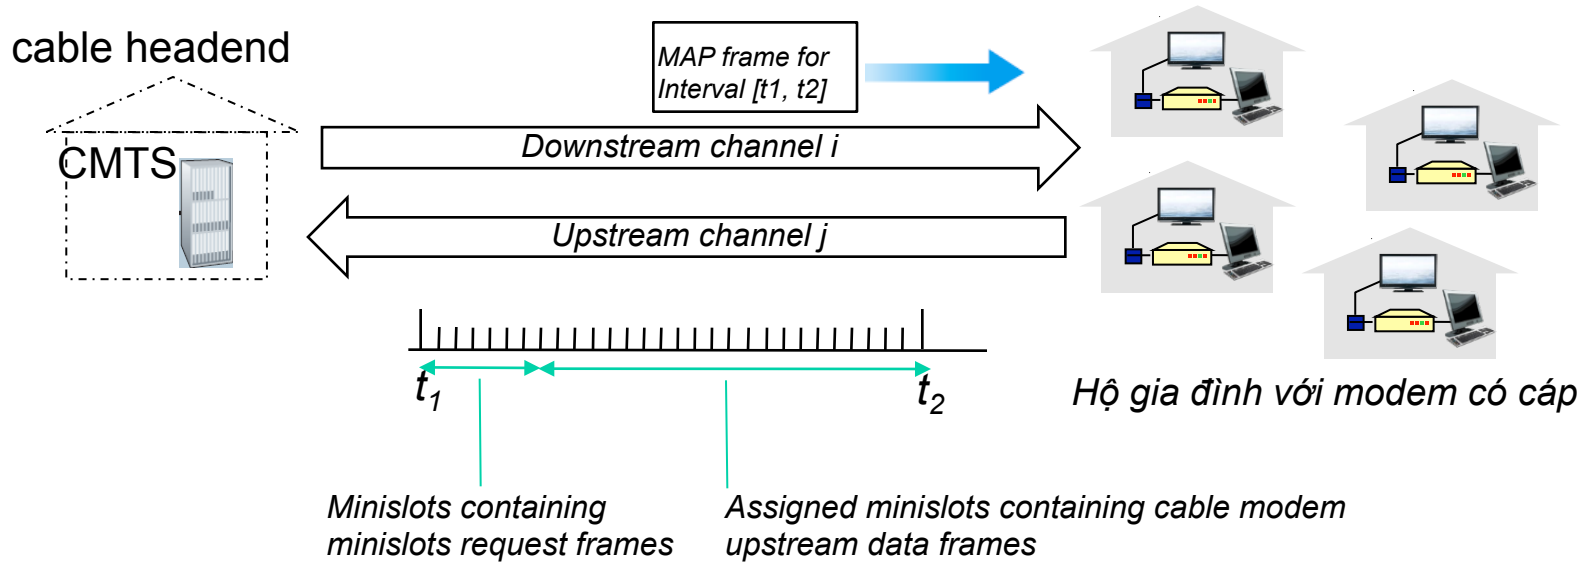 cable headend
MAP frame for
Interval [t1, t2]
CMTS
Downstream channel i
Upstream channel j
t1
t2
Hộ gia đình với modem có cáp
Minislots containing
minislots request frames
Assigned minislots containing cable modem
upstream data frames